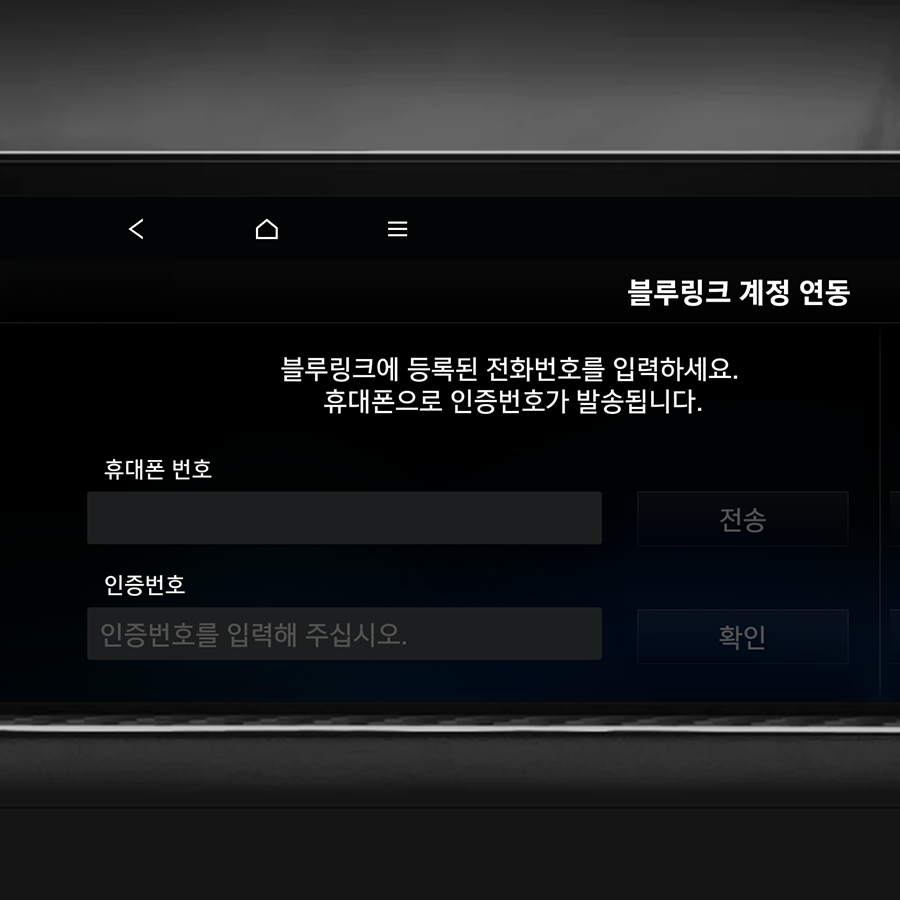 블루링크 계정 연동
블루링크에 등록된 전화번호를 입력하세요.
휴대폰으로 인증번호가 발송됩니다.
휴대폰 번호
전송
인증번호
인증번호를 입력해 주십시오.
확인